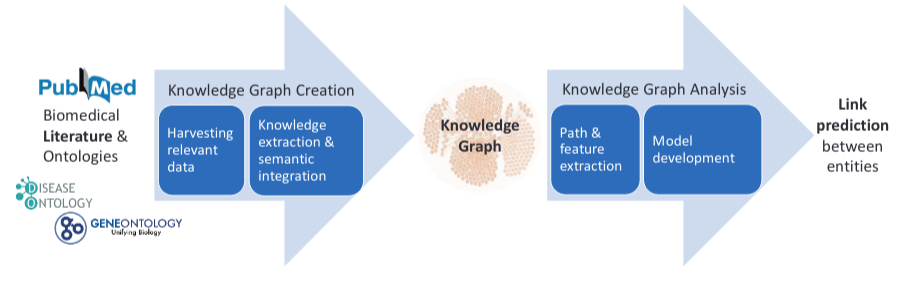 PubMed
Biomedical
Literature &
Ontologies
DISEASE
ONTOLOGY
GENEONTOLOGY
Unifying Biology
Knowledge Graph Creation
Harvesting
relevant
data
Knowledge
extraction &
semantic
integration
Knowledge
Graph
Knowledge Graph Analysis
Path &
feature
extraction
Model
development
Link
prediction
between
entities